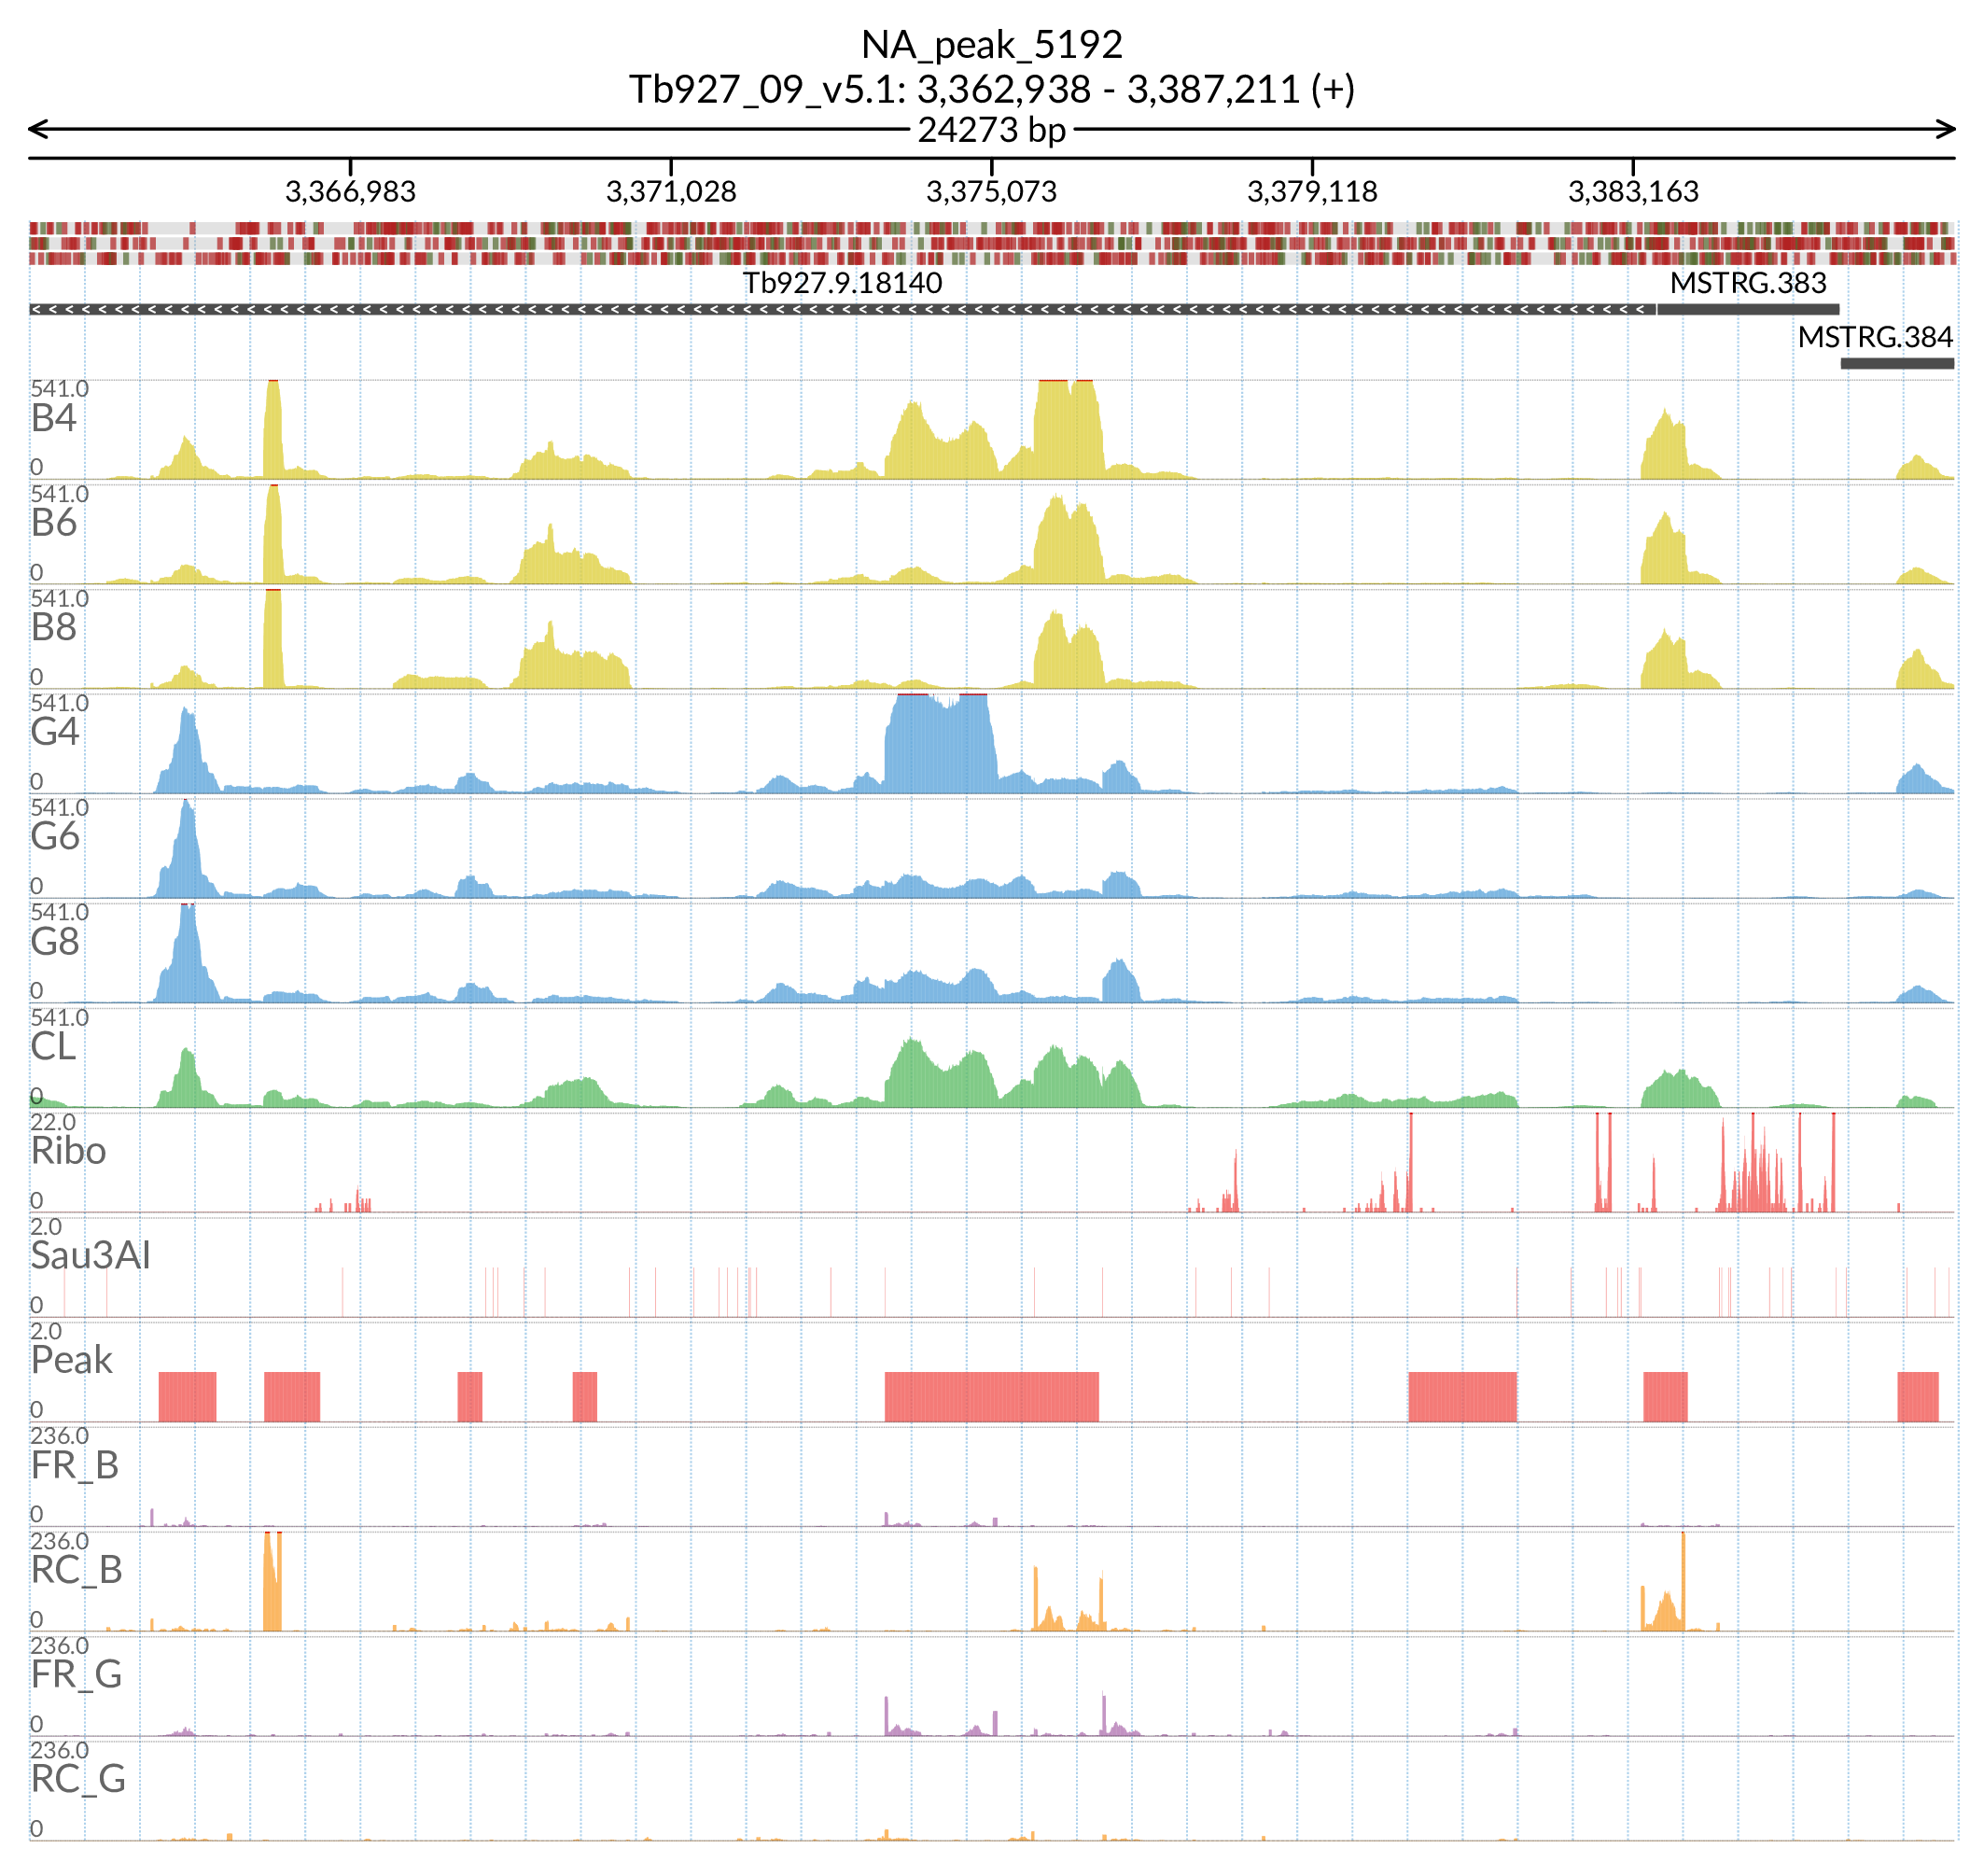 NA_peak_5192
Tb927_09_v5.1: 3,362,938 - 3,387,211 (+)
24273 bp
3,366,983 3,371,028 3,375,073 3,379,118 3,383,163
Tb927.9.18140 MSTRG.383
MSTRG.384
541.0
B4
0
541.0
B6
0
541.0
B8
0
541.0
G4
0
541.0
G6
0
541.0
G8
0
541.0
CL
0
22.0
Ribo
0
2.0
Sau3AI
0
2.0
Peak
0
236.0
FR_B
0
236.0
RC_B
0
236.0
FR_G
0
236.0
RC_G
0